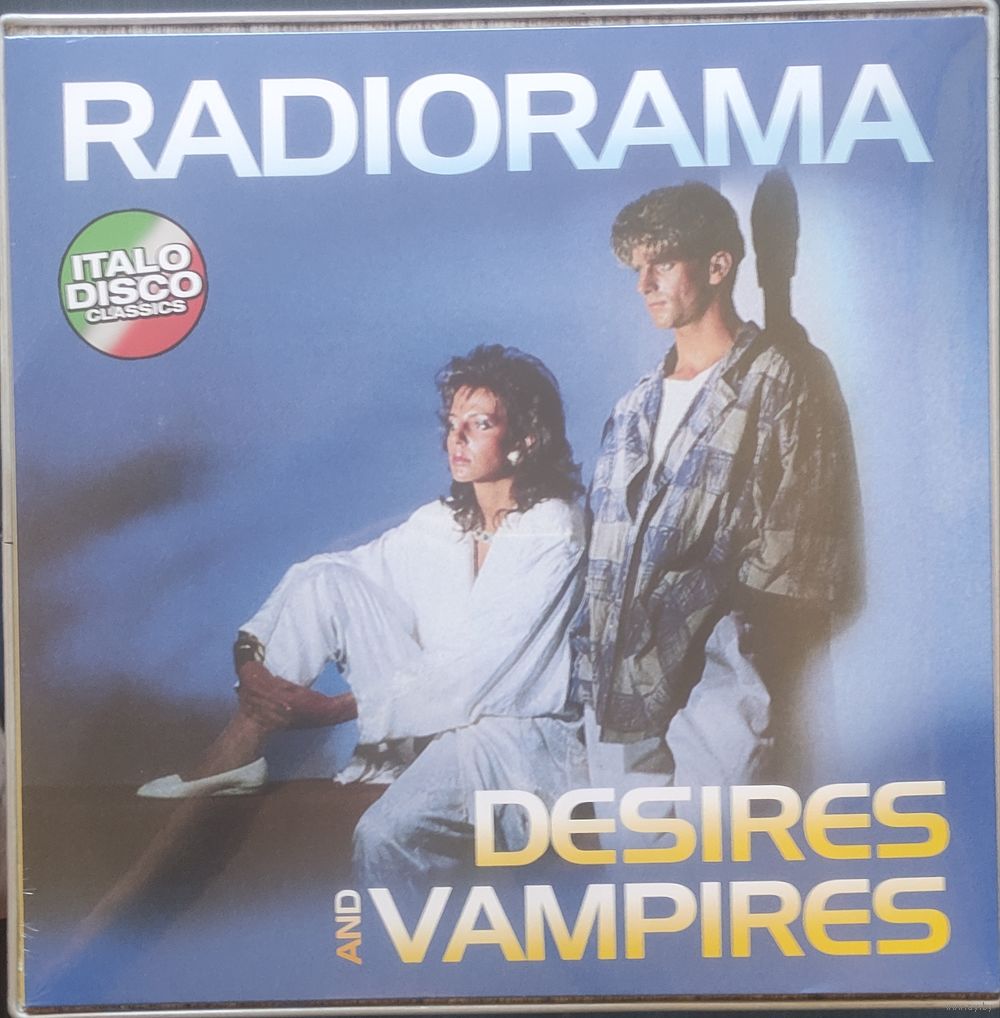 RADIORAMA
ITALO
DISCO
CLASSICS
DESIRES
AND
VAMPIRES